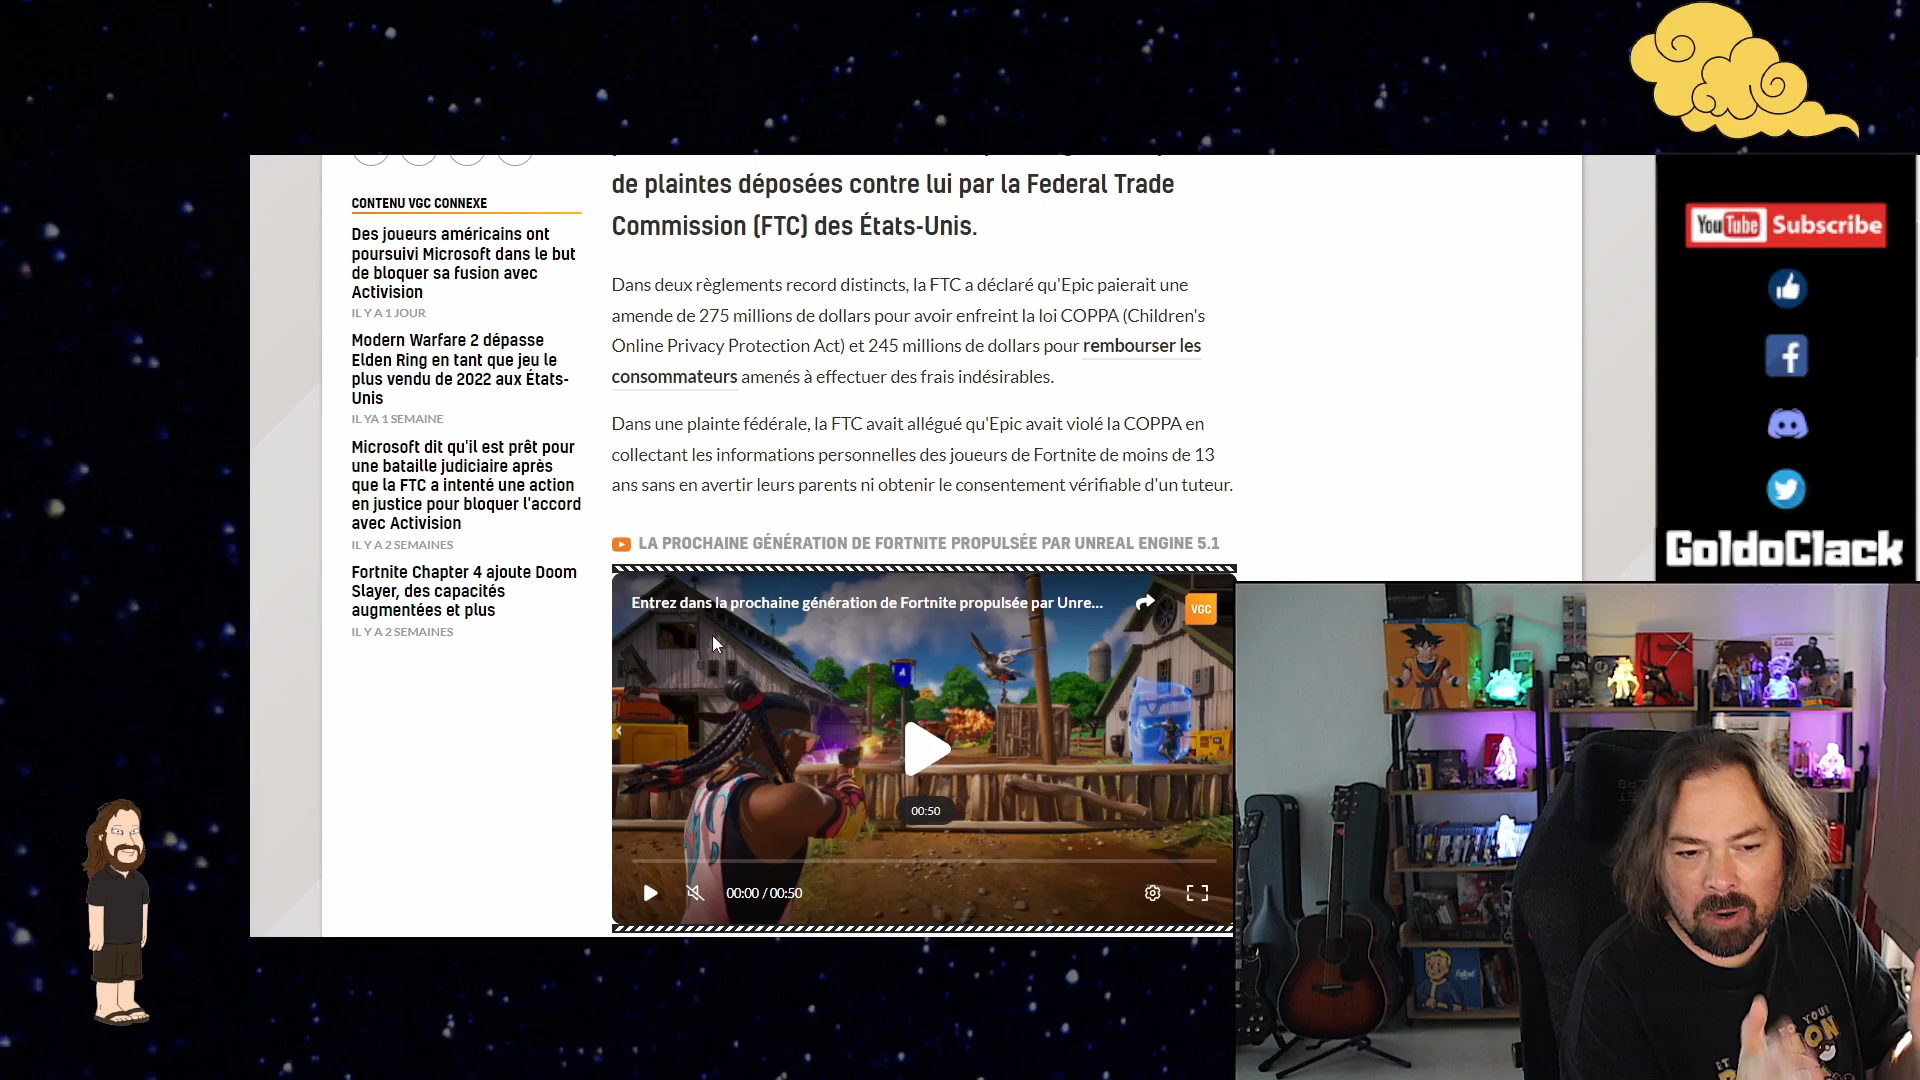 CONTENU VGC CONNEXE
Des joueurs américains ont
poursuivi Microsoft dans le but
de bloquer sa fusion avec
Activision
IL Y A 1 JOUR
Modern Warfare 2 dépasse
Elden Ring en tant que jeu le
plus vendu de 2022 aux États-
Unis
IL YA 1 SEMAINE
Microsoft dit qu'il est prêt pour
une bataille judiciaire après
que la FTC a intenté une action
en justice pour bloquer l'accord
avec Activision
IL Y A 2 SEMAINES
Fortnite Chapter 4 ajoute Doom
Slayer, des capacités
augmentées et plus
IL Y A 2 SEMAINES
de plaintes déposées contre lui par la Federal Trade
Commission (FTC) des États-Unis.
Dans deux règlements record distincts, la FTC a déclaré qu'Epic paierait une
amende de 275 millions de dollars pour avoir enfreint la loi COPPA (Children's
Online Privacy Protection Act) et 245 millions de dollars pour rembourser les
consommateurs amenés à effectuer des frais indésirables.
Dans une plainte fédérale, la FTC avait allégué qu'Epic avait violé la COPPA en
collectant les informations personnelles des joueurs de Fortnite de moins de 13
ans sans en avertir leurs parents ni obtenir le consentement vérifiable d'un tuteur.
LA PROCHAINE GÉNÉRATION DE FORTNITE PROPULSÉE PAR UNREAL ENGINE 5.1
Entrez dans la prochaine génération de Fortnite propulsée par Unre...
VGC
00:50
00:00 / 00:50
YouTube Subscribe
GoldoClack